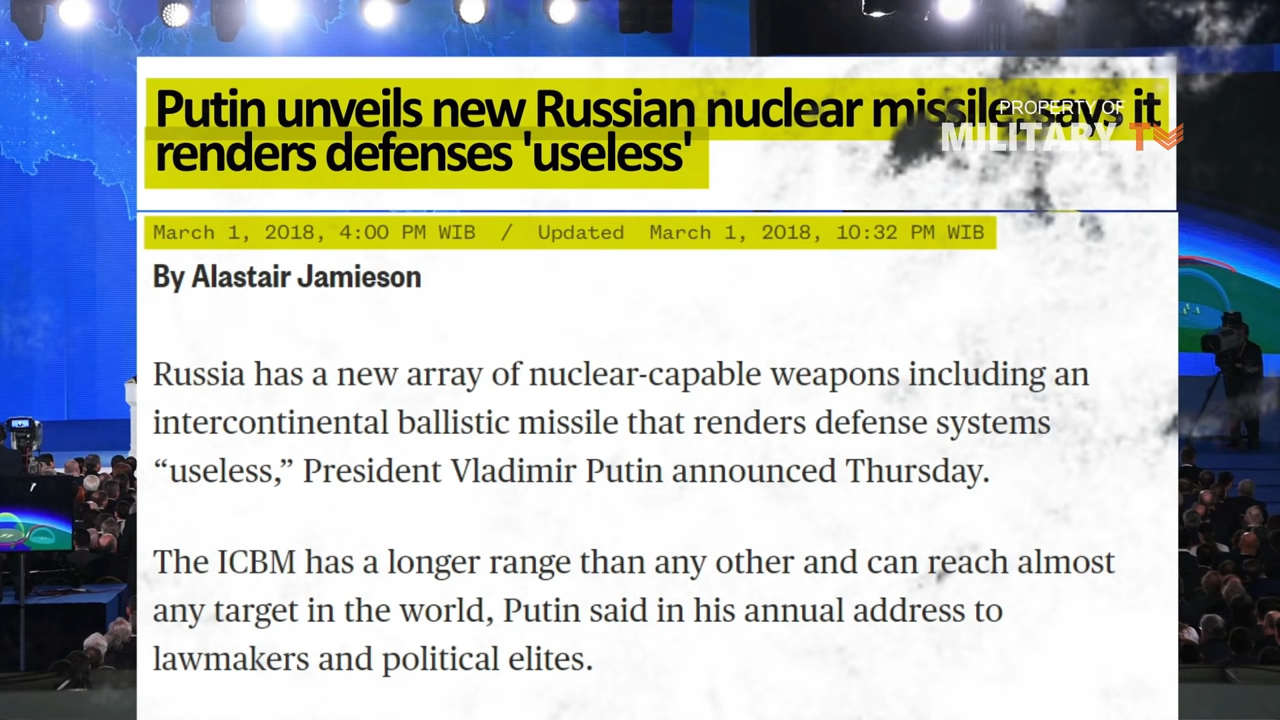 Putin unveils new Russian nuclear missile, says it
renders defenses 'useless'
PROPERTY OF
MILITARY TV
March 1, 2018, 4:00 PM WIB / Updated March 1, 2018, 10:32 PM WIB
By Alastair Jamieson
Russia has a new array of nuclear-capable weapons including an
intercontinental ballistic missile that renders defense systems
“useless,” President Vladimir Putin announced Thursday.
The ICBM has a longer range than any other and can reach almost
any target in the world, Putin said in his annual address to
lawmakers and political elites.